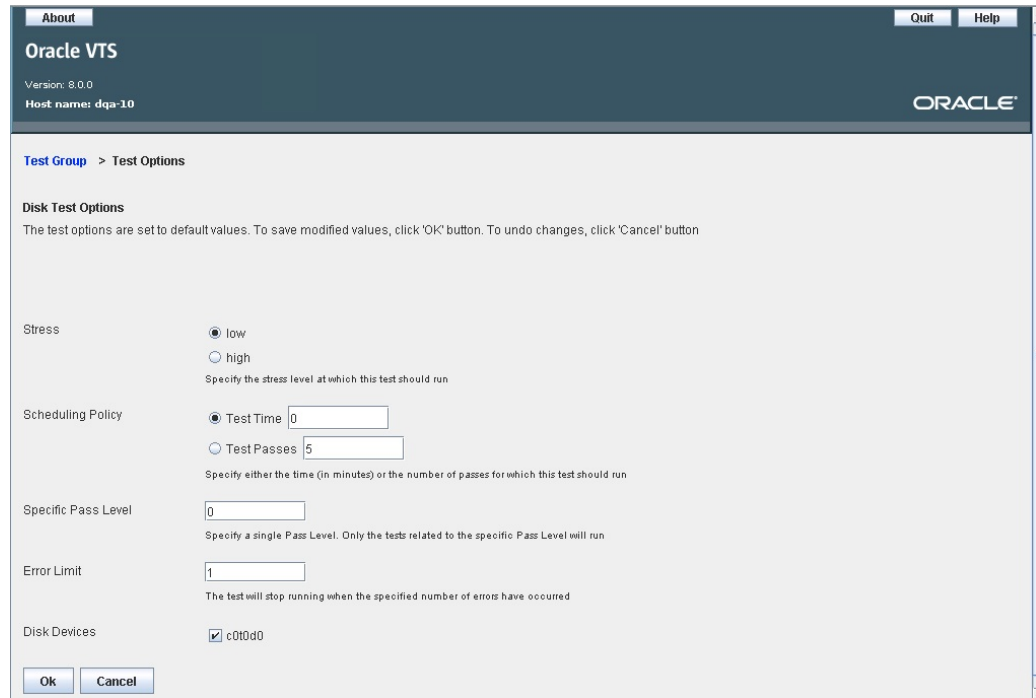 About
Quit Help
Oracle VTS
Version: 8.0.0
Host name: dqa-10
ORACLE
Test Group > Test Options
Disk Test Options
The test options are set to default values. To save modified values, click 'OK' button. To undo changes, click 'Cancel' button
Stress
low
high
Specify the stress level at which this test should run
Scheduling Policy
Test Time 0
Test Passes 5
Specify either the time (in minutes) or the number of passes for which this test should run
Specific Pass Level
0
Specify a single Pass Level. Only the tests related to the specific Pass Level will run
Error Limit
1
The test will stop running when the specified number of errors have occurred
Disk Devices
c0t0d0
Ok Cancel